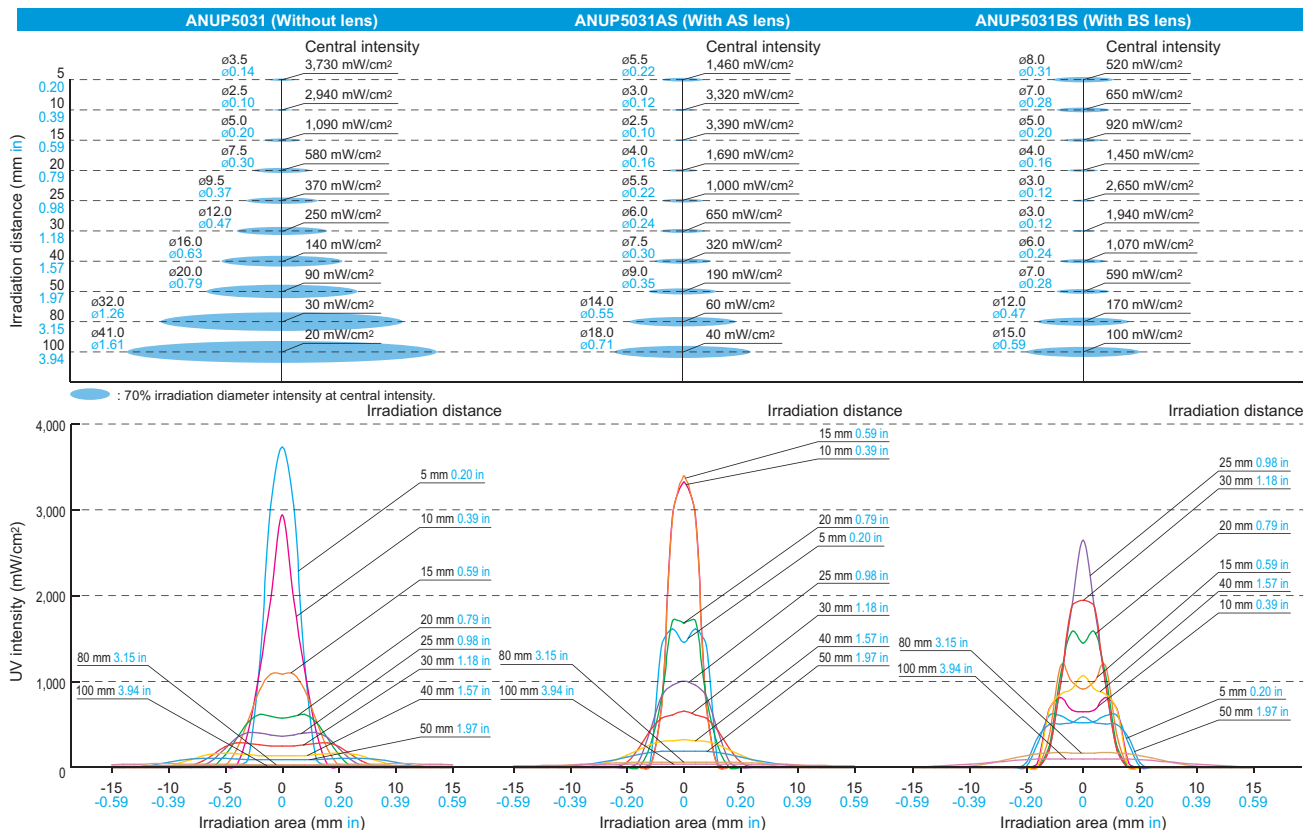 ANUP5031 (Without lens)
ANUP5031AS (With AS lens)
ANUP5031BS (With BS lens)
Irradiation distance (mm in)
5
0.20
10
0.39
15
0.59
20
0.79
25
0.98
30
1.18
40
1.57
50
1.97
80
3.15
100
3.94
Central intensity
ø3.5
ø0.14
3,730 mW/cm²
ø2.5
ø0.10
2,940 mW/cm²
ø5.0
ø0.20
1,090 mW/cm²
ø7.5
ø0.30
580 mW/cm²
ø9.5
ø0.37
370 mW/cm²
ø12.0
ø0.47
250 mW/cm²
ø16.0
ø0.63
140 mW/cm²
ø20.0
ø0.79
90 mW/cm²
ø32.0
ø1.26
30 mW/cm²
ø41.0
ø1.61
20 mW/cm²
Central intensity
ø5.5
ø0.22
1,460 mW/cm²
ø3.0
ø0.12
3,320 mW/cm²
ø2.5
ø0.10
3,390 mW/cm²
ø4.0
ø0.16
1,690 mW/cm²
ø5.5
ø0.22
1,000 mW/cm²
ø6.0
ø0.24
650 mW/cm²
ø7.5
ø0.30
320 mW/cm²
ø9.0
ø0.35
190 mW/cm²
ø14.0
ø0.55
60 mW/cm²
ø18.0
ø0.71
40 mW/cm²
Central intensity
ø8.0
ø0.31
520 mW/cm²
ø7.0
ø0.28
650 mW/cm²
ø5.0
ø0.20
920 mW/cm²
ø4.0
ø0.16
1,450 mW/cm²
ø3.0
ø0.12
2,650 mW/cm²
ø3.0
ø0.12
1,940 mW/cm²
ø6.0
ø0.24
1,070 mW/cm²
ø7.0
ø0.28
590 mW/cm²
ø12.0
ø0.47
170 mW/cm²
ø15.0
ø0.59
100 mW/cm²
: 70% irradiation diameter intensity at central intensity.
UV intensity (mW/cm²)
4,000
3,000
2,000
1,000
0
Irradiation distance
5 mm 0.20 in
10 mm 0.39 in
15 mm 0.59 in
20 mm 0.79 in
25 mm 0.98 in
30 mm 1.18 in
40 mm 1.57 in
50 mm 1.97 in
80 mm 3.15 in
100 mm 3.94 in
-15 -10 -5 0 5 10 15
-0.59 -0.39 -0.20 0 0.20 0.39 0.59
Irradiation area (mm in)
Irradiation distance
15 mm 0.59 in
10 mm 0.39 in
20 mm 0.79 in
5 mm 0.20 in
25 mm 0.98 in
30 mm 1.18 in
40 mm 1.57 in
50 mm 1.97 in
80 mm 3.15 in
100 mm 3.94 in
-15 -10 -5 0 5 10 15
-0.59 -0.39 -0.20 0 0.20 0.39 0.59
Irradiation area (mm in)
Irradiation distance
25 mm 0.98 in
30 mm 1.18 in
20 mm 0.79 in
15 mm 0.59 in
40 mm 1.57 in
10 mm 0.39 in
80 mm 3.15 in
100 mm 3.94 in
5 mm 0.20 in
50 mm 1.97 in
-15 -10 -5 0 5 10 15
-0.59 -0.39 -0.20 0 0.20 0.39 0.59
Irradiation area (mm in)